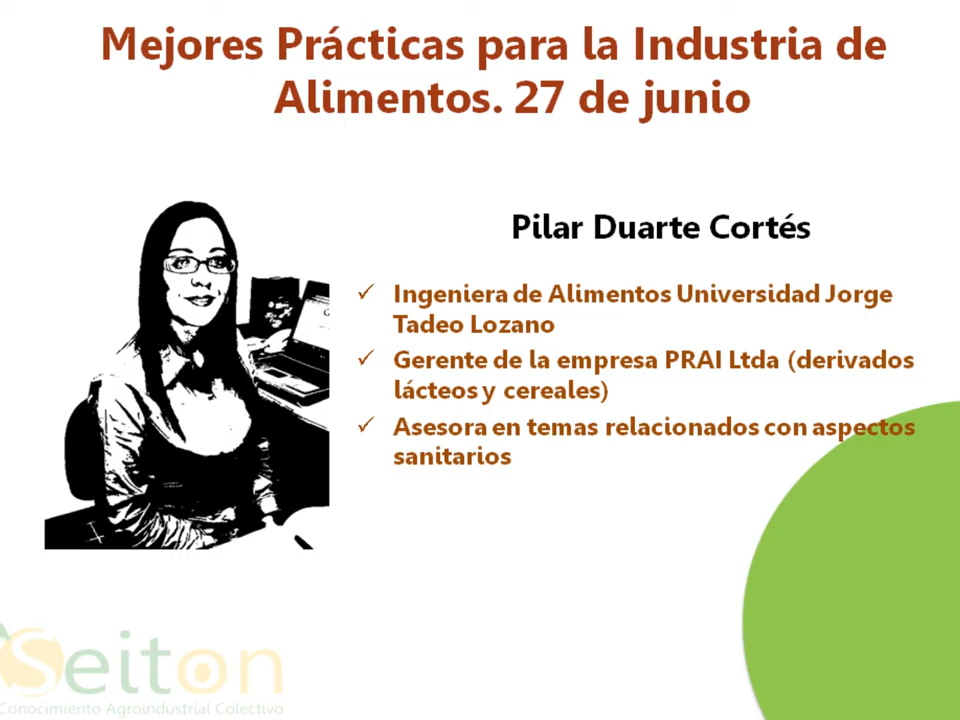 Mejores Prácticas para la Industria de
Alimentos. 27 de junio
Pilar Duarte Cortés
Ingeniera de Alimentos Universidad Jorge
Tadeo Lozano
Gerente de la empresa PRAI Ltda (derivados
lácteos y cereales)
Asesora en temas relacionados con aspectos
sanitarios
Seiton
Conocimiento Agroindustrial Colectivo